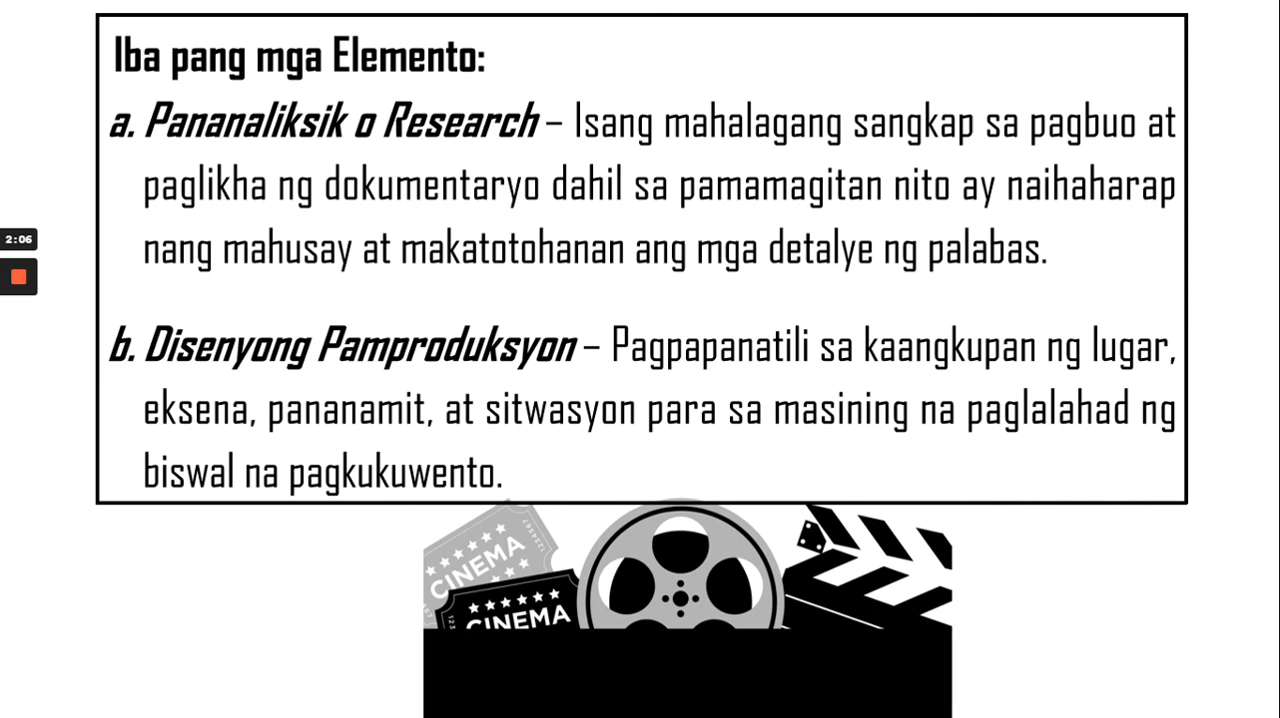 Iba pang mga Elemento:
a. Pananaliksik o Research – Isang mahalagang sangkap sa pagbuo at
paglikha ng dokumentaryo dahil sa pamamagitan nito ay naihaharap
nang mahusay at makatotohanan ang mga detalye ng palabas.
2:06
b. Disenyong Pamproduksyon – Pagpapanatili sa kaangkupan ng lugar,
eksena, pananamit, at sitwasyon para sa masining na paglalahad ng
biswal na pagkukuwento.
CINEMA
1234567
CINEMA